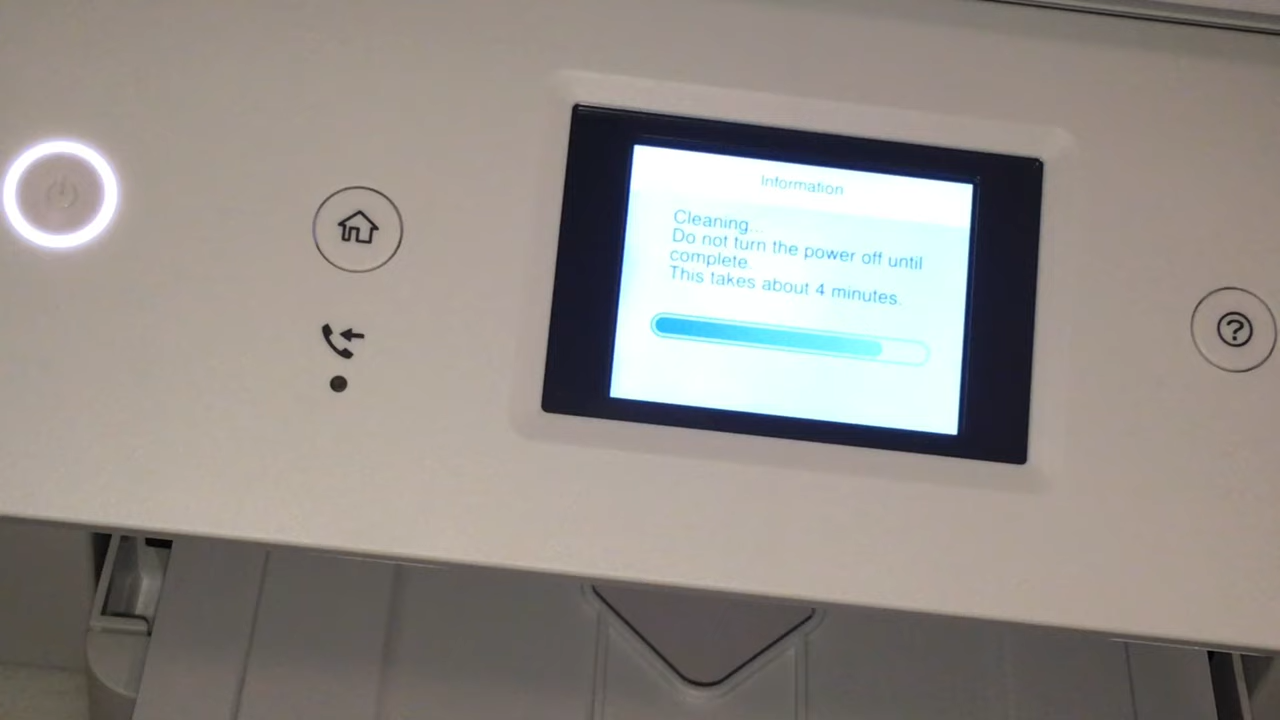 Information
Cleaning...
Do not turn the power off until
complete.
This takes about 4 minutes.
?